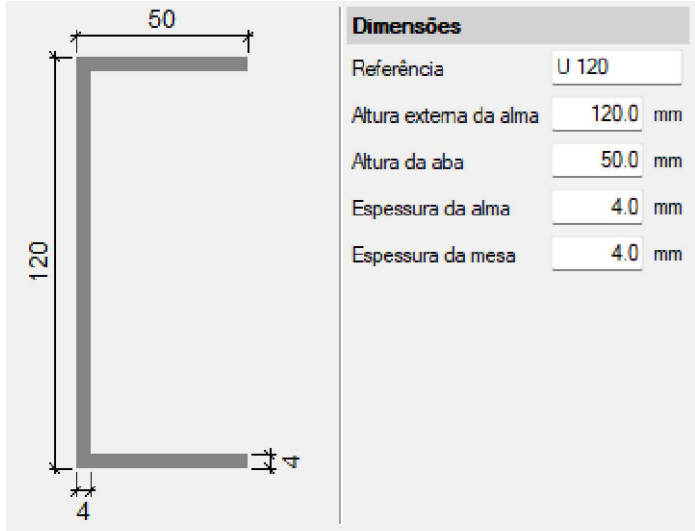 50
120
4
4
Dimensões
Referência U 120
Altura externa da alma 120.0 mm
Altura da aba 50.0 mm
Espessura da alma 4.0 mm
Espessura da mesa 4.0 mm